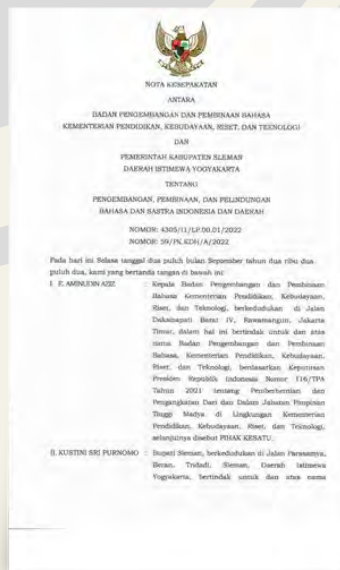 NOTA KESEPAKATAN
ANTARA
BADAN PENGEMBANGAN DAN PEMBINAAN BAHASA
KEMENTERIAN PENDIDIKAN, KEBUDAYAAN, RISET, DAN TEKNOLOGI
DAN
PEMERINTAH KABUPATEN SLEMAN
DAERAH ISTIMEWA YOGYAKARTA
TENTANG
PENGEMBANGAN, PEMBINAAN, DAN PELINDUNGAN
BAHASA DAN SASTRA INDONESIA DAN DAERAH
NOMOR: 4305/I1/LP.00.01/2022
NOMOR: 59/PK.KDH/A/2022
Pada hari ini Selasa tanggal dua puluh bulan September tahun dua ribu dua
puluh dua, kami yang bertanda tangan di bawah ini:
I. E. AMINUDIN AZIZ : Kepala Badan Pengembangan dan Pembinaan
Bahasa Kementerian Pendidikan, Kebudayaan,
Riset, dan Teknologi, berkedudukan di Jalan
Daksinapati Barat IV, Rawamangun, Jakarta
Timur, dalam hal ini bertindak untuk dan atas
nama Badan Pengembangan dan Pembinaan
Bahasa, Kementerian Pendidikan, Kebudayaan,
Riset, dan Teknologi, berdasarkan Keputusan
Presiden Republik Indonesia Nomor 116/TPA
Tahun 2021 tentang Pemberhentian dan
Pengangkatan Dari dan Dalam Jabatan Pimpinan
Tinggi Madya di Lingkungan Kementerian
Pendidikan, Kebudayaan, Riset, dan Teknologi,
selanjutnya disebut PIHAK KESATU.
II. KUSTINI SRI PURNOMO : Bupati Sleman, berkedudukan di Jalan Parasamya,
Beran, Tridadi, Sleman, Daerah Istimewa
Yogyakarta, bertindak untuk dan atas nama